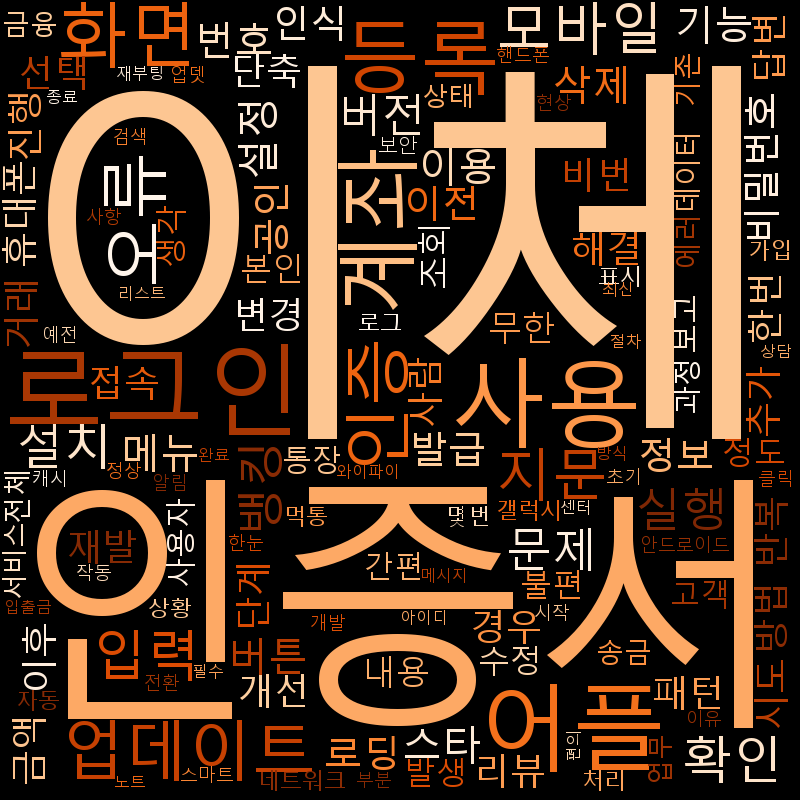 금융
화면
번호
인식
등록
핸드폰
모바일
기능
답변
선택
재부팅
업뎃
단축
종료
버전
상태
현상
삭제
기존
진행
검색
설정
보안
이용
비번
데이터
비밀번호
휴대폰
오류
이체
계좌
이전
에러
사항
생각
공인
본인
조회
해결
표시
가입
거래
리스트
변경
예전
로그
무한
최신
과정
보고
한번
절차
상담
로그인
접속
인증
사람
사용
추가
설치
메뉴
뱅킹
통장
발급
지문
정보
정도
완료
방식
정상
와이파이
캐시
알림
초기
클릭
서비스
전체
사용자
먹통
몇번
갤럭시
센터
실행
반복
인증서
재발
한눈
문제
안드로이드
작동
간편
메시지
불편
고객
방법
입출금
상황
단계
개발
아이디
시작
경우
이후
입력
버튼
내용
수정
송금
시도
필수
전환
자동
개선
패턴
어플
이유
금액
업데이트
로딩
스타
편의
확인
업무
노트
스마트
네트워크
부분
발생
리뷰
처리